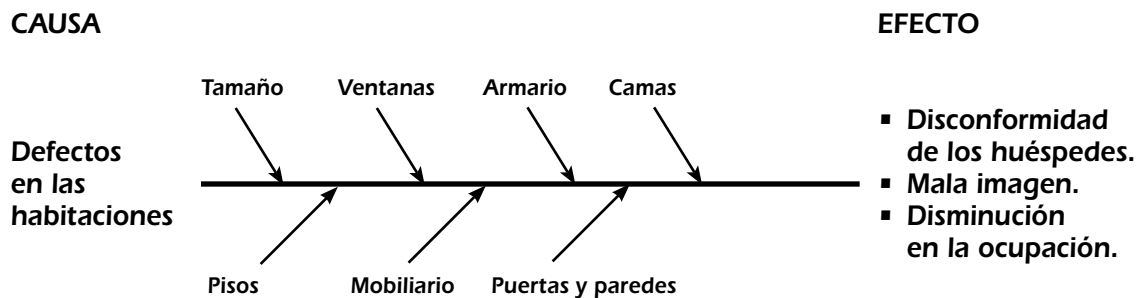 CAUSA
EFECTO
Tamaño
Ventanas
Armario
Camas
Defectos
en las
habitaciones
▪ Disconformidad
de los huéspedes.
▪ Mala imagen.
▪ Disminución
en la ocupación.
Pisos
Mobiliario
Puertas y paredes